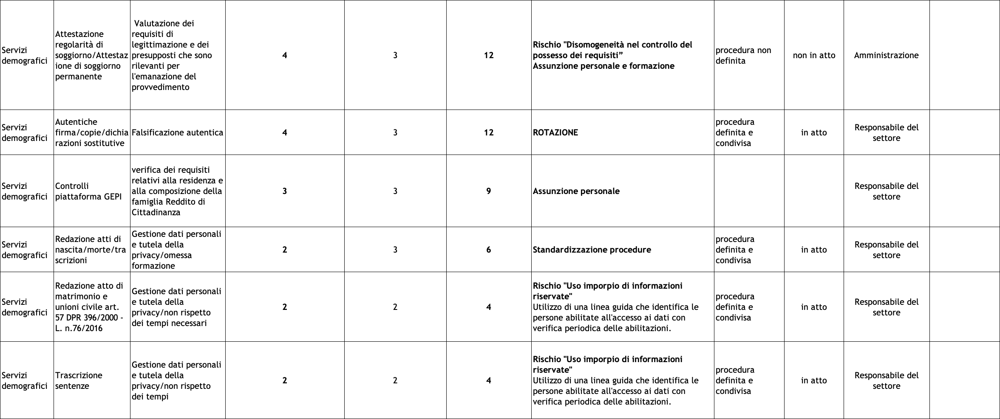 Servizi
demografici
Attestazione
regolarità di
soggiorno/Attestaz
ione di soggiorno
permanente
Valutazione dei
requisiti di
legittimazione e dei
presupposti che sono
rilevanti per
l'emanazione del
provvedimento
4
3
12
Rischio "Disomogeneità nel controllo del
possesso dei requisiti”
Assunzione personale e formazione
procedura non
definita
non in atto
Amministrazione
Servizi
demografici
Autentiche
firma/copie/dichia
razioni sostitutive
Falsificazione autentica
4
3
12
ROTAZIONE
procedura
definita e
condivisa
in atto
Responsabile del
settore
Servizi
demografici
Controlli
piattaforma GEPI
verifica dei requisiti
relativi alla residenza e
alla composizione della
famiglia Reddito di
Cittadinanza
3
3
9
Assunzione personale
Responsabile del
settore
Servizi
demografici
Redazione atti di
nascita/morte/tra
scrizioni
Gestione dati personali
e tutela della
privacy/omessa
formazione
2
3
6
Standardizzazione procedure
procedura
definita e
condivisa
in atto
Responsabile del
settore
Servizi
demografici
Redazione atto di
matrimonio e
unioni civile art.
57 DPR 396/2000 -
L. n.76/2016
Gestione dati personali
e tutela della
privacy/non rispetto
dei tempi necessari
2
2
4
Rischio "Uso imporpio di informazioni
riservate"
Utilizzo di una linea guida che identifica le
persone abilitate all'accesso ai dati con
verifica periodica delle abilitazioni.
procedura
definita e
condivisa
in atto
Responsabile del
settore
Servizi
demografici
Trascrizione
sentenze
Gestione dati personali
e tutela della
privacy/non rispetto
dei tempi
2
2
4
Rischio "Uso imporpio di informazioni
riservate"
Utilizzo di una linea guida che identifica le
persone abilitate all'accesso ai dati con
verifica periodica delle abilitazioni.
procedura
definita e
condivisa
in atto
Responsabile del
settore